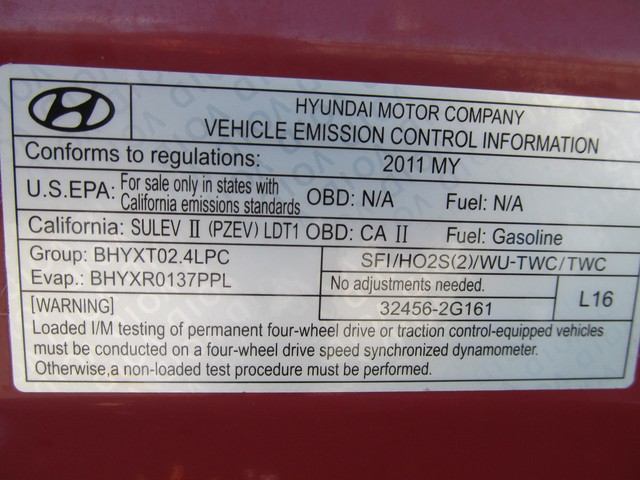 HYUNDAI MOTOR COMPANY
VEHICLE EMISSION CONTROL INFORMATION
Conforms to regulations: 2011 MY
U.S.EPA: For sale only in states with California emissions standards OBD: N/A Fuel: N/A
California: SULEV II (PZEV) LDT1 OBD: CA II Fuel: Gasoline
Group: BHYXT02.4LPC
Evap.: BHYXR0137PPL
SFI/HO2S(2)/WU-TWC/TWC
No adjustments needed.
32456-2G161
L16
[WARNING]
Loaded I/M testing of permanent four-wheel drive or traction control-equipped vehicles
must be conducted on a four-wheel drive speed synchronized dynamometer.
Otherwise,a non-loaded test procedure must be performed.